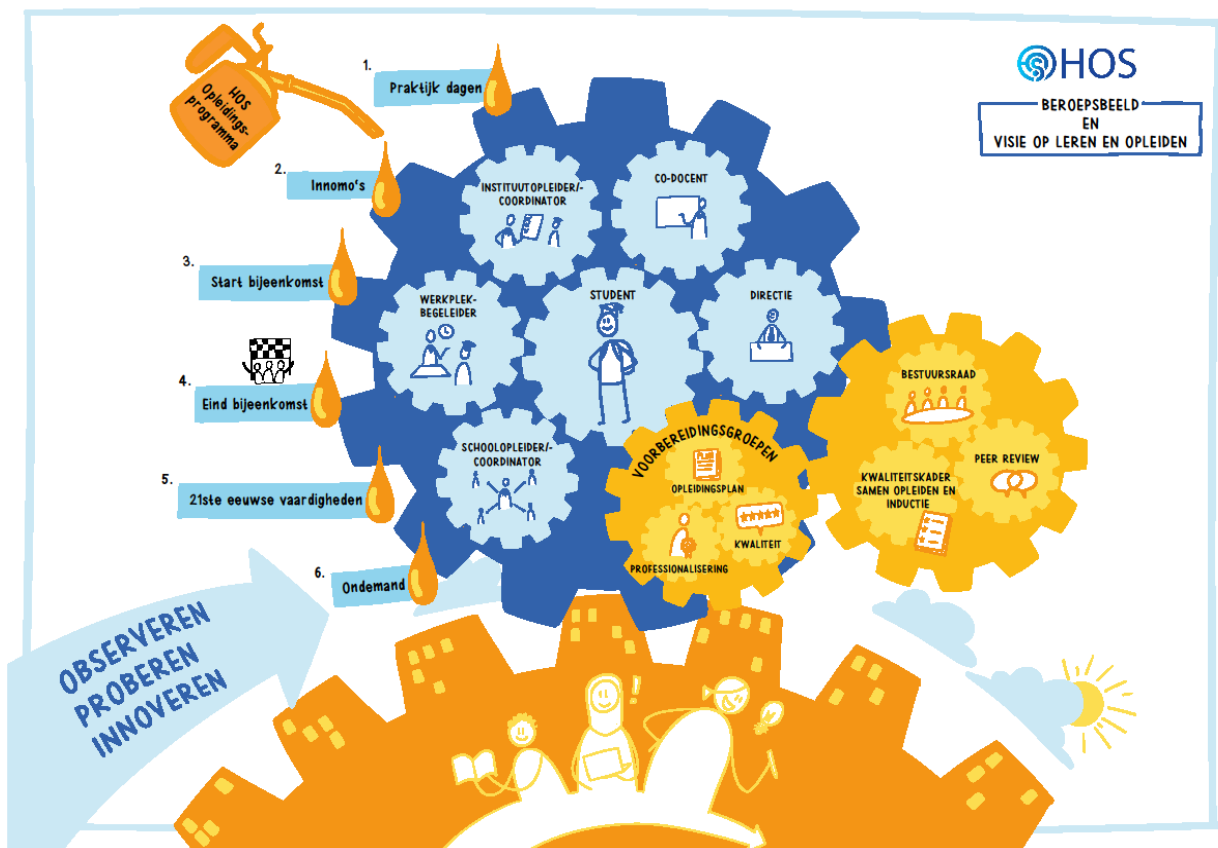 HOS
BEROEPSBEELD
EN
VISIE OP LEREN EN OPLEIDEN
HOS
Opleidings-
programma
1.
Praktijk dagen
2.
Innomo's
3.
Start bijeenkomst
4.
Eind bijeenkomst
5.
21ste eeuwse vaardigheden
6.
Ondemand
INSTITUUTOPLEIDER/-
COORDINATOR
CO-DOCENT
WERKPLEK-
BEGELEIDER
STUDENT
DIRECTIE
SCHOOLOPLEIDER/-
COORDINATOR
VOORBEREIDINGSGROEPEN
OPLEIDINGSPLAN
KWALITEIT
PROFESSIONALISERING
BESTUURSRAAD
PEER REVIEW
KWALITEITSKADER
SAMEN OPLEIDEN EN
INDUCTIE
OBSERVEREN
PROBEREN
INNOVEREN